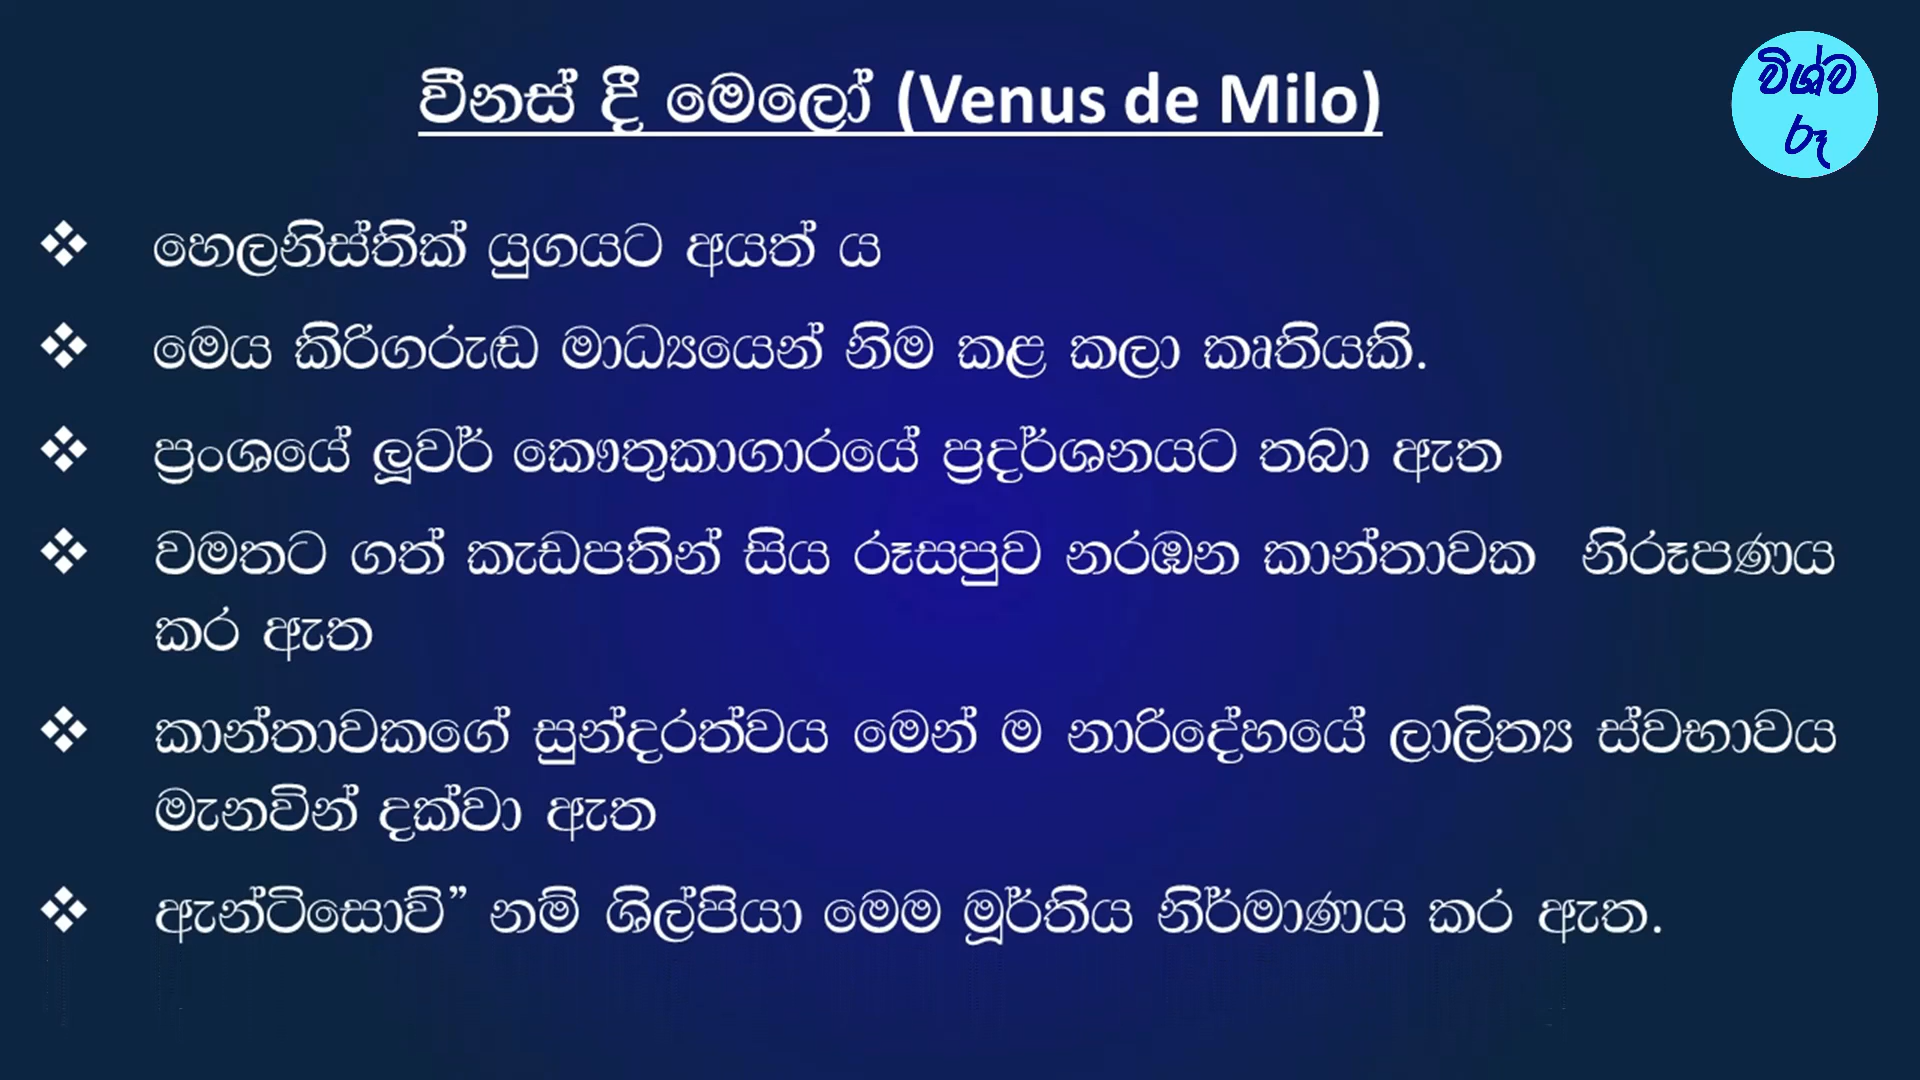 වීනස් දී මෙලෝ (Venus de Milo)
විශ්ව
රූ
❖ හෙලනිස්තික් යුගයට අයත් ය
❖ මෙය කිරිගරුඬ මාධ්‍යයෙන් නිම කළ කලා කෘතියකි.
❖ ප්‍රංශයේ ලූවර් කෞතුකාගාරයේ ප්‍රදර්ශනයට තබා ඇත
❖ වමතට ගත් කැඩපතින් සිය රූසපුව නරඹන කාන්තාවක නිරූපණය
කර ඇත
❖ කාන්තාවකගේ සුන්දරත්වය මෙන් ම නාරිදේහයේ ලාලිත්‍ය ස්වභාවය
මැනවින් දක්වා ඇත
❖ ඇන්ටිසොව්” නම් ශිල්පියා මෙම මූර්තිය නිර්මාණය කර ඇත.